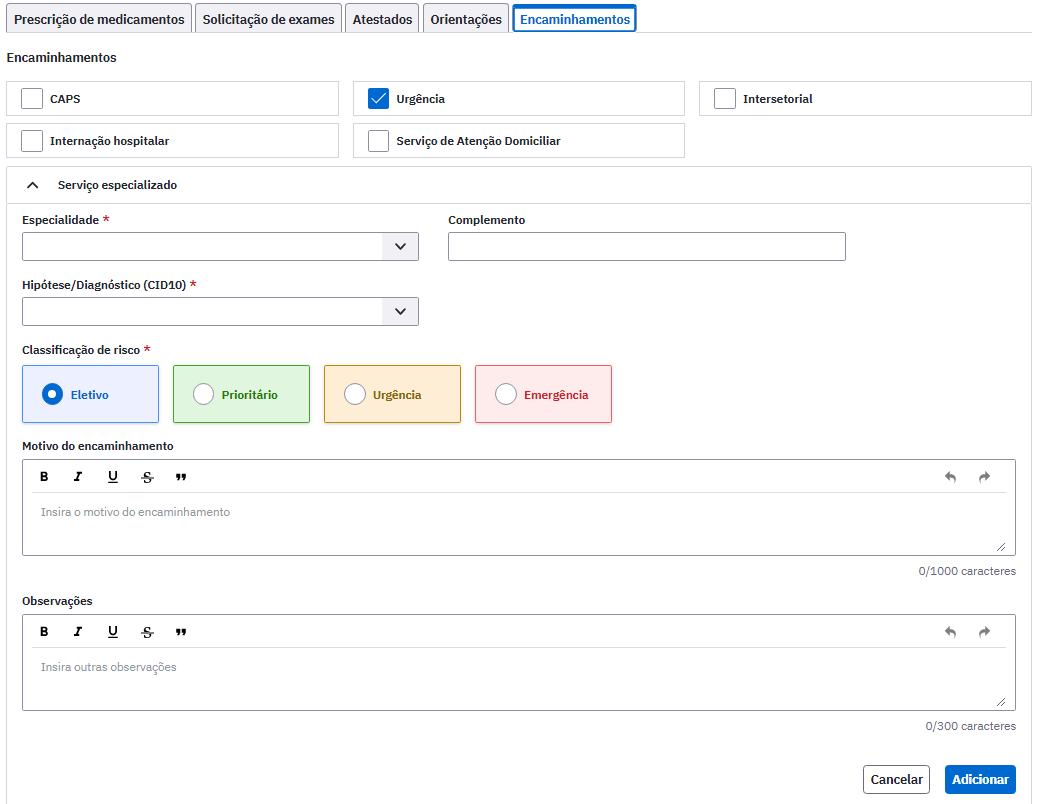 Prescrição de medicamentos Solicitação de exames Atestados Orientações Encaminhamentos
Encaminhamentos
CAPS Urgência Intersetorial
Internação hospitalar Serviço de Atenção Domiciliar
Serviço especializado
Especialidade * Complemento
Hipótese/Diagnóstico (CID10) *
Classificação de risco *
Eletivo Prioritário Urgência Emergência
Motivo do encaminhamento
B I U S "
Insira o motivo do encaminhamento
0/1000 caracteres
Observações
B I U S "
Insira outras observações
0/300 caracteres
Cancelar Adicionar